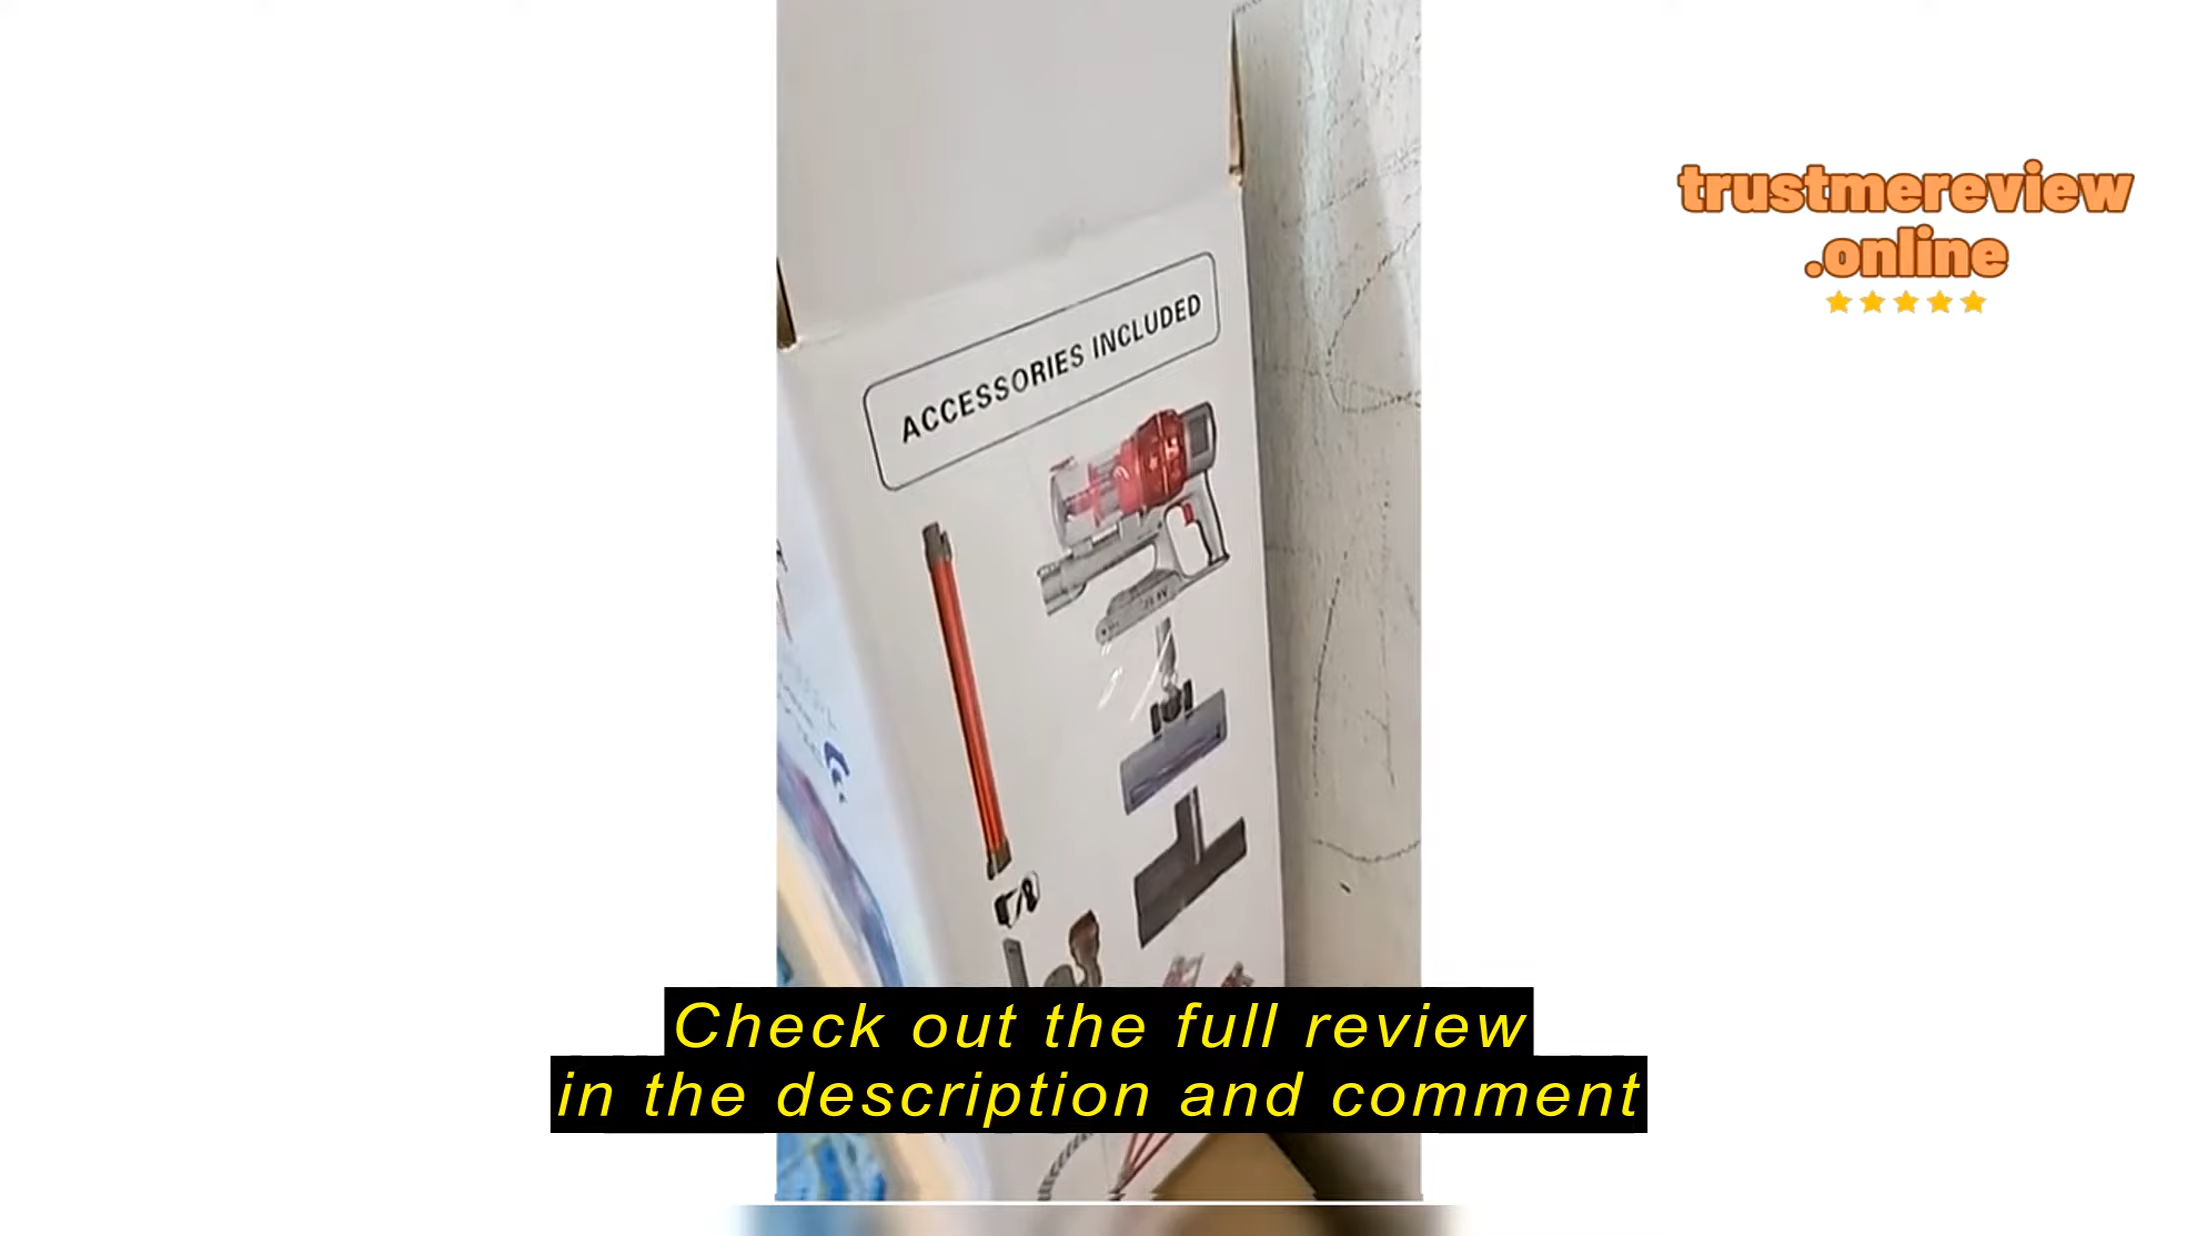 trustmereview
.online
ACCESSORIES INCLUDED
Check out the full review
in the description and comment